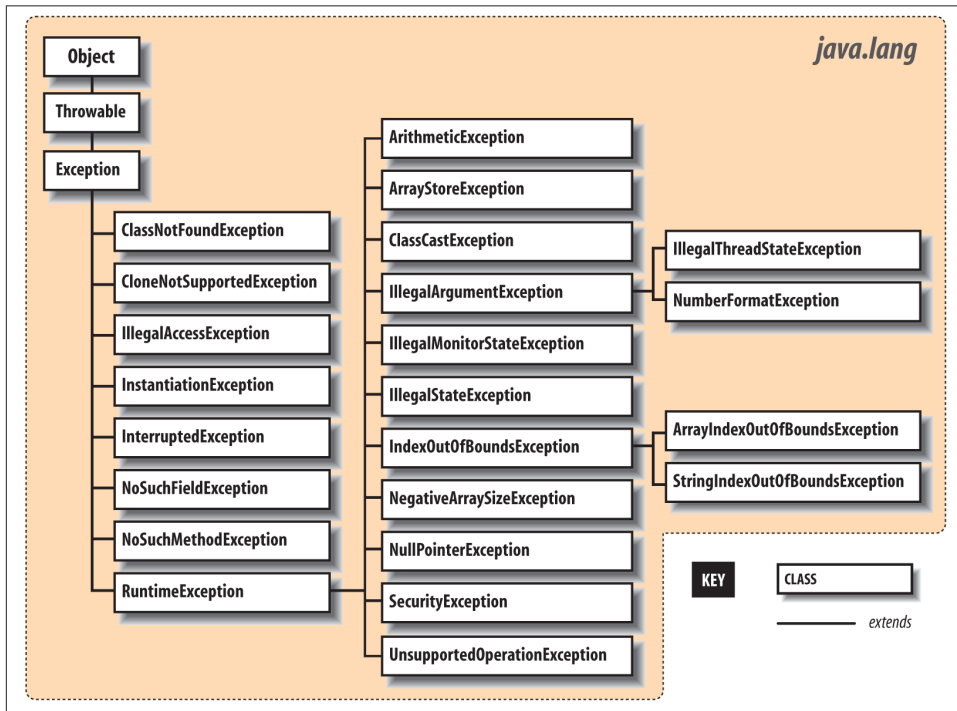 java.lang
Object
Throwable
Exception
ClassNotFoundException
CloneNotSupportedException
IllegalAccessException
InstantiationException
InterruptedException
NoSuchFieldException
NoSuchMethodException
RuntimeException
ArithmeticException
ArrayStoreException
ClassCastException
IllegalArgumentException
IllegalMonitorStateException
IllegalStateException
IndexOutOfBoundsException
NegativeArraySizeException
NullPointerException
SecurityException
UnsupportedOperationException
IllegalThreadStateException
NumberFormatException
ArrayIndexOutOfBoundsException
StringIndexOutOfBoundsException
KEY
CLASS
extends